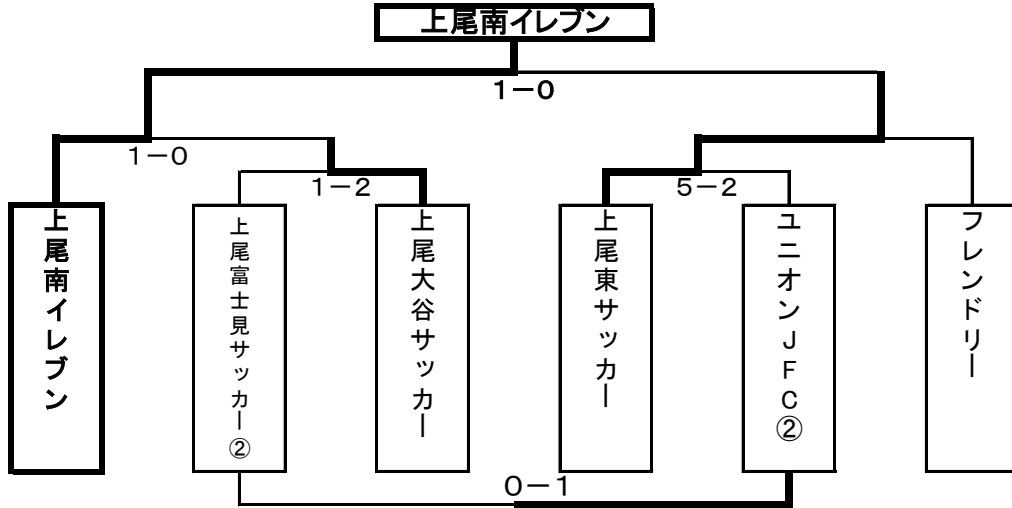 上尾南イレブン
1－0
1－0
1－2
5－2
上尾南イレブン
上尾富士見サッカー②
上尾大谷サッカー
上尾東サッカー
ユニオンJFC②
フレンドリー
0－1